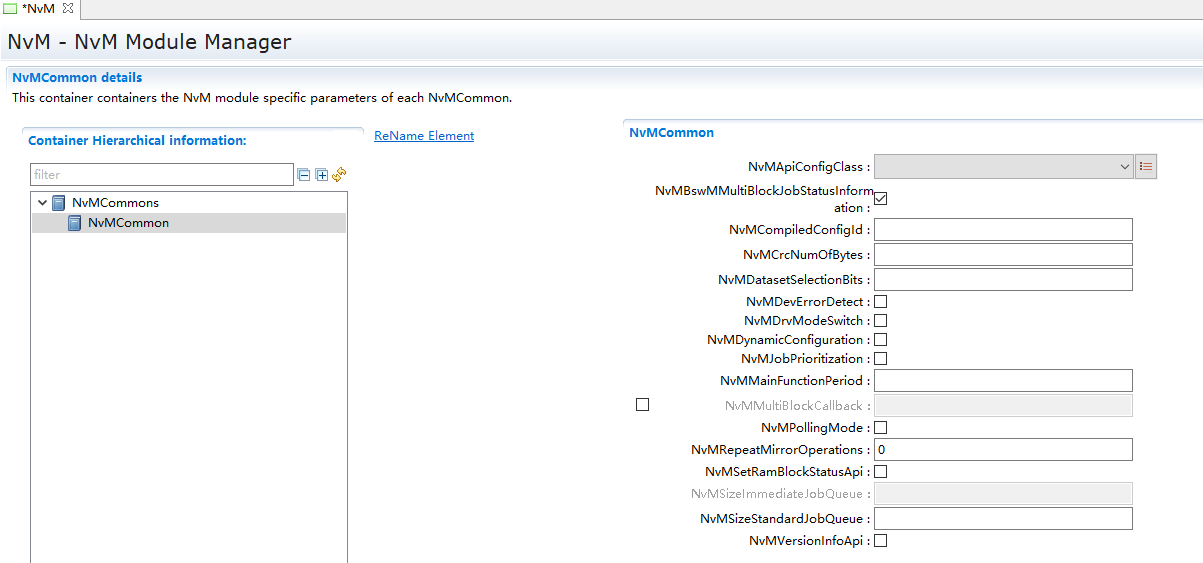 *NvM
NvM - NvM Module Manager
NvMCommon details
This container containers the NvM module specific parameters of each NvMCommon.
Container Hierarchical information:
ReName Element
filter
NvMCommons
NvMCommon
NvMCommon
NvMApiConfigClass :
NvMBswMMultiBlockJobStatusInform
ation :
NvMCompiledConfigId :
NvMCrcNumOfBytes :
NvMDatasetSelectionBits :
NvMDevErrorDetect :
NvMDrvModeSwitch :
NvMDynamicConfiguration :
NvMJobPrioritization :
NvMMainFunctionPeriod :
NvMMultiBlockCallback :
NvMPollingMode :
NvMRepeatMirrorOperations : 0
NvMSetRamBlockStatusApi :
NvMSizeImmediateJobQueue :
NvMSizeStandardJobQueue :
NvMVersionInfoApi :